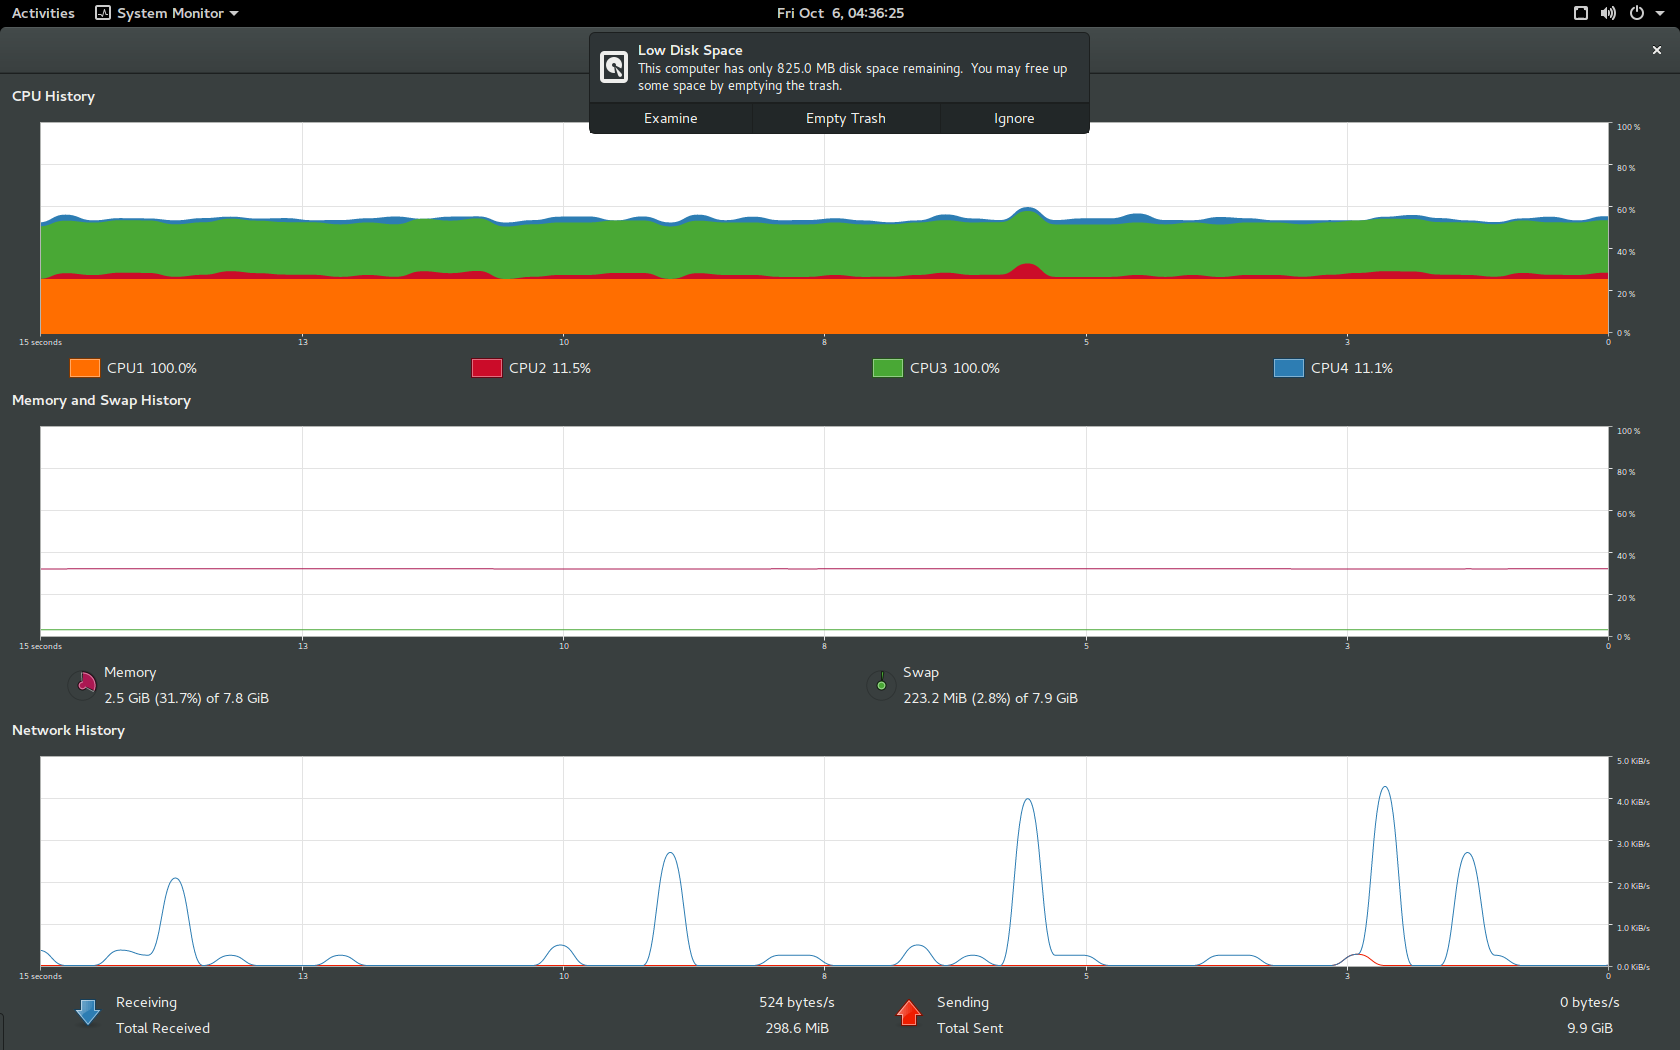 Activities System Monitor Fri Oct 6, 04:36:25
Low Disk Space
This computer has only 825.0 MB disk space remaining. You may free up
some space by emptying the trash.
Examine Empty Trash Ignore
CPU History
100 %
80 %
60 %
40 %
20 %
0 %
15 seconds 13 10 8 5 3 0
CPU1 100.0% CPU2 11.5% CPU3 100.0% CPU4 11.1%
Memory and Swap History
100 %
80 %
60 %
40 %
20 %
0 %
15 seconds 13 10 8 5 3 0
Memory Swap
2.5 GiB (31.7%) of 7.8 GiB 223.2 MiB (2.8%) of 7.9 GiB
Network History
5.0 KiB/s
4.0 KiB/s
3.0 KiB/s
2.0 KiB/s
1.0 KiB/s
0.0 KiB/s
15 seconds 13 10 8 5 3 0
Receiving 524 bytes/s Sending 0 bytes/s
Total Received 298.6 MiB Total Sent 9.9 GiB